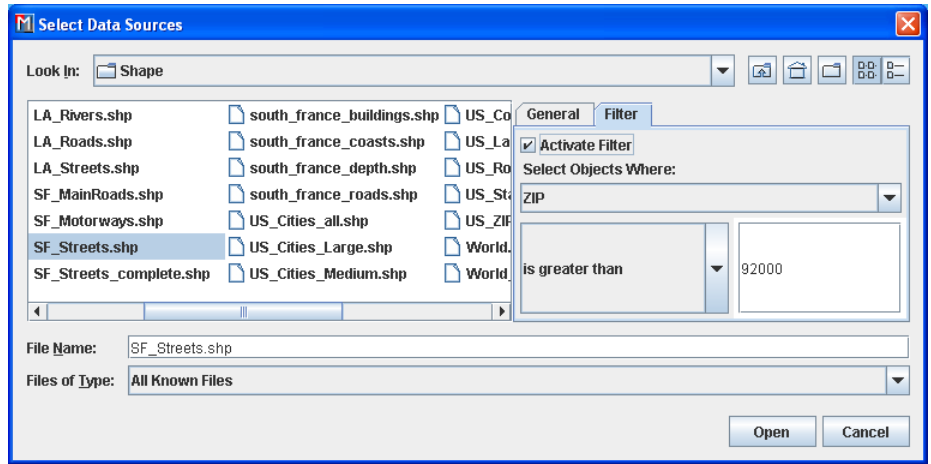 Select Data Sources
Look In: Shape
LA_Rivers.shp
LA_Roads.shp
LA_Streets.shp
SF_MainRoads.shp
SF_Motorways.shp
SF_Streets.shp
SF_Streets_complete.shp
south_france_buildings.shp
south_france_coasts.shp
south_france_depth.shp
south_france_roads.shp
US_Cities_all.shp
US_Cities_Large.shp
US_Cities_Medium.shp
US_Co
US_La
US_Ro
US_Sta
US_ZIP
World.
World_
General Filter
Activate Filter
Select Objects Where:
ZIP
is greater than 92000
File Name: SF_Streets.shp
Files of Type: All Known Files
Open Cancel